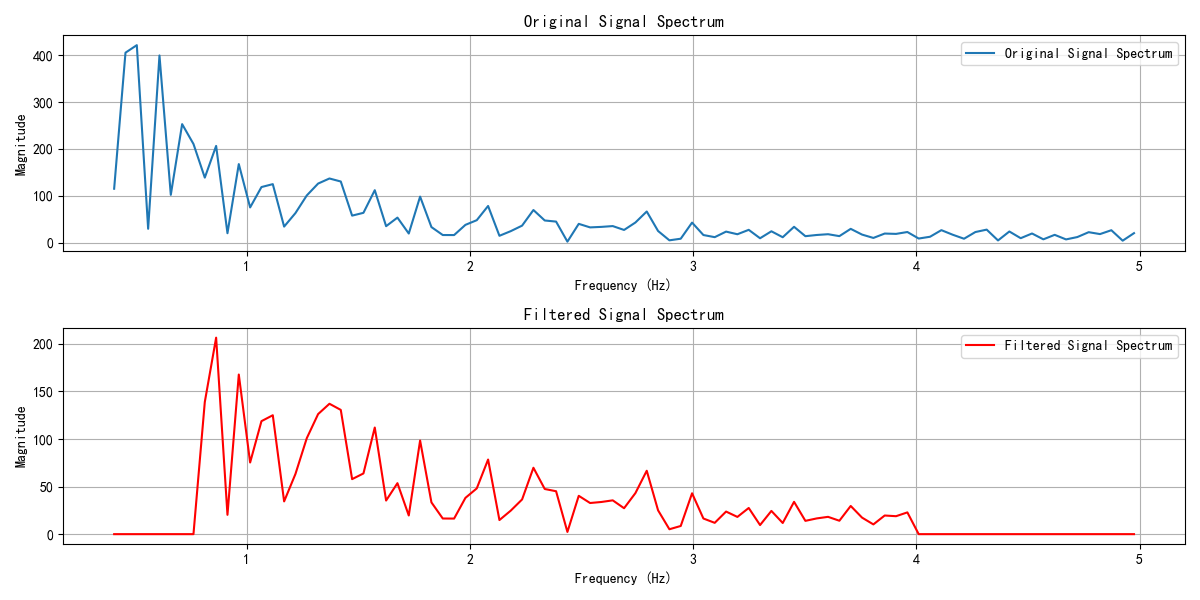 Original Signal Spectrum
400
300
200
100
0
Magnitude
Original Signal Spectrum
1 2 3 4 5
Frequency (Hz)
Filtered Signal Spectrum
200
150
100
50
0
Magnitude
Filtered Signal Spectrum
1 2 3 4 5
Frequency (Hz)